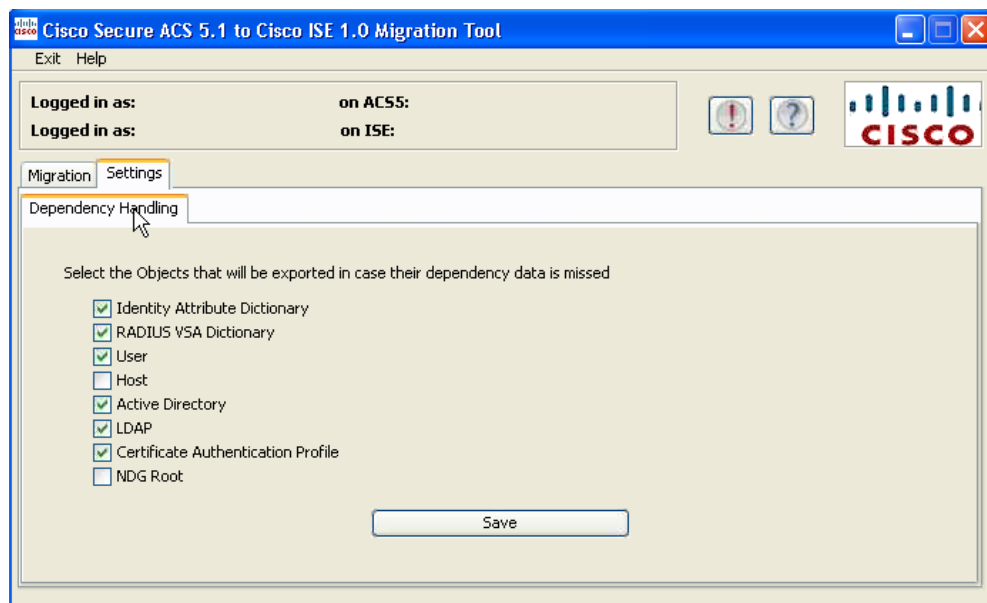 Cisco Secure ACS 5.1 to Cisco ISE 1.0 Migration Tool
Exit Help
Logged in as: on ACS5:
Logged in as: on ISE:
CISCO
Migration Settings
Dependency Handling
Select the Objects that will be exported in case their dependency data is missed
Identity Attribute Dictionary
RADIUS VSA Dictionary
User
Host
Active Directory
LDAP
Certificate Authentication Profile
NDG Root
Save